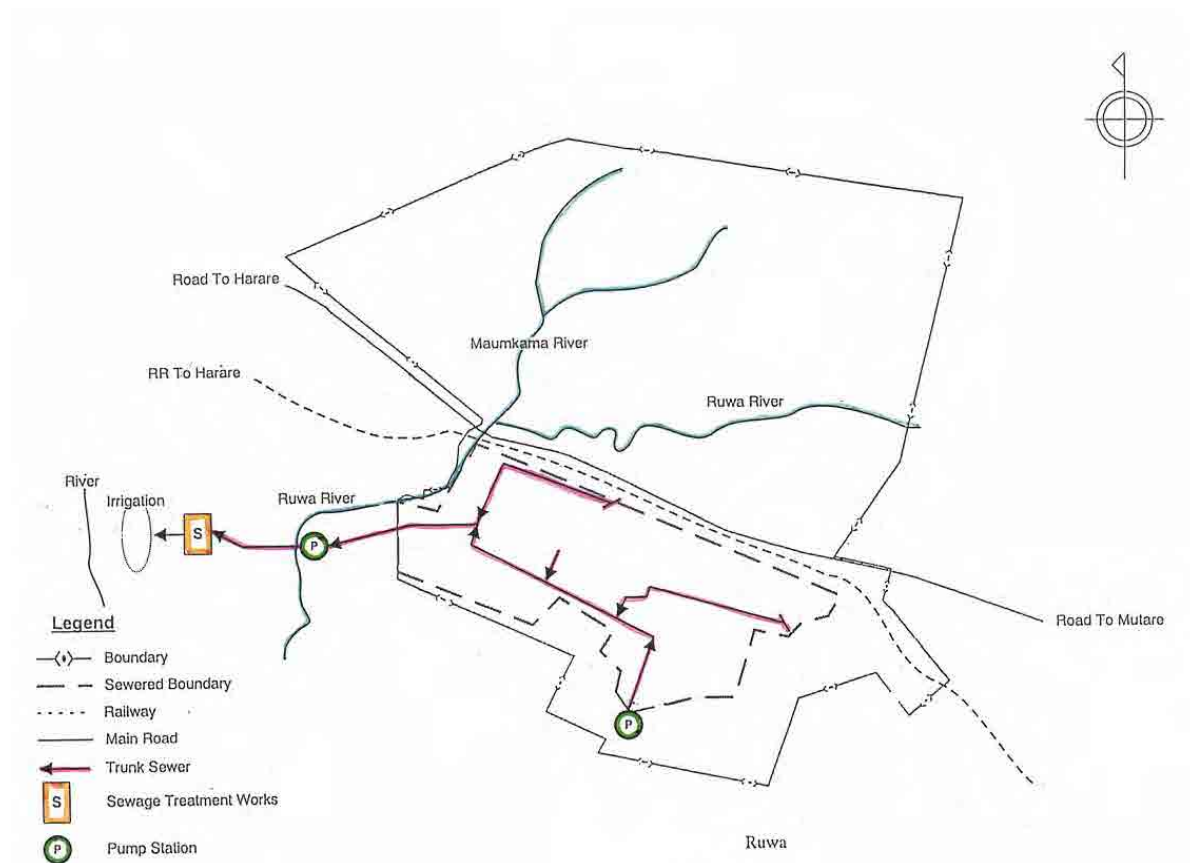 Road To Harare
Maumkama River
RR To Harare
Ruwa River
River
Irrigation
Ruwa River
S
P
Legend
Road To Mutare
Boundary
Sewered Boundary
P
Railway
Main Road
Trunk Sewer
S
Sewage Treatment Works
P
Pump Station
Ruwa